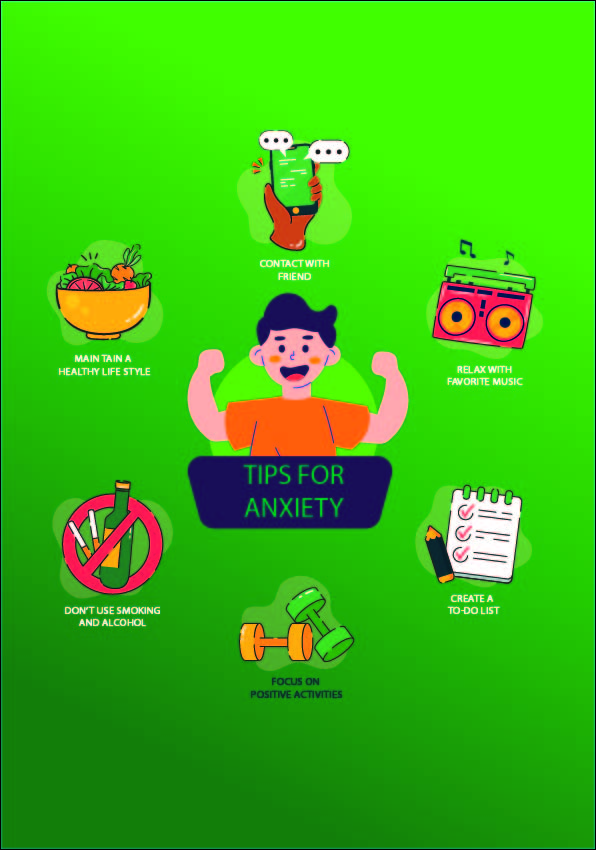 CONTACT WITH
FRIEND
MAIN TAIN A
HEALTHY LIFE STYLE
RELAX WITH
FAVORITE MUSIC
TIPS FOR
ANXIETY
DON'T USE SMOKING
AND ALCOHOL
CREATE A
TO-DO LIST
FOCUS ON
POSITIVE ACTIVITIES